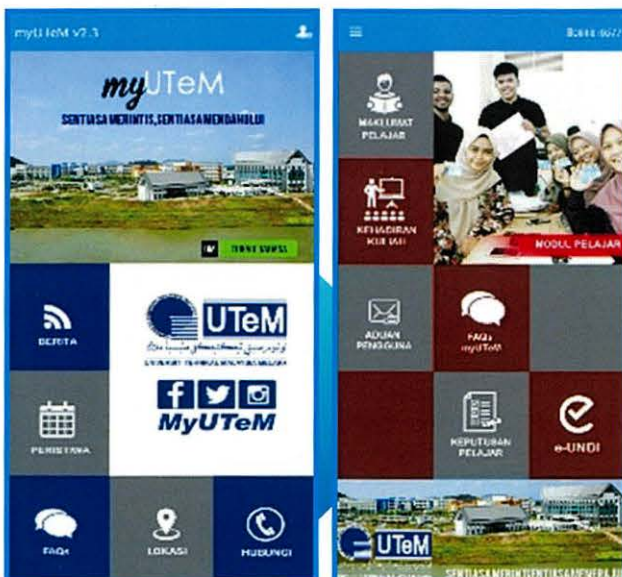 myUTeM v2.3
myUTeM
SENTIASA MERINTIS, SENTIASA MENDAHULUI
BERITA
UTeM
MyUTeM
PERISTIWA
FAQs
LOKASI
HUBUNGI
MAKLUMAT
PELAJAR
KEHADIRAN
KULIAH
MODUL PELAJAR
ADUAN
PENGGUNA
FAQs
myUTeM
KEPUTUSAN
PELAJAR
e-UNDI
UTeM